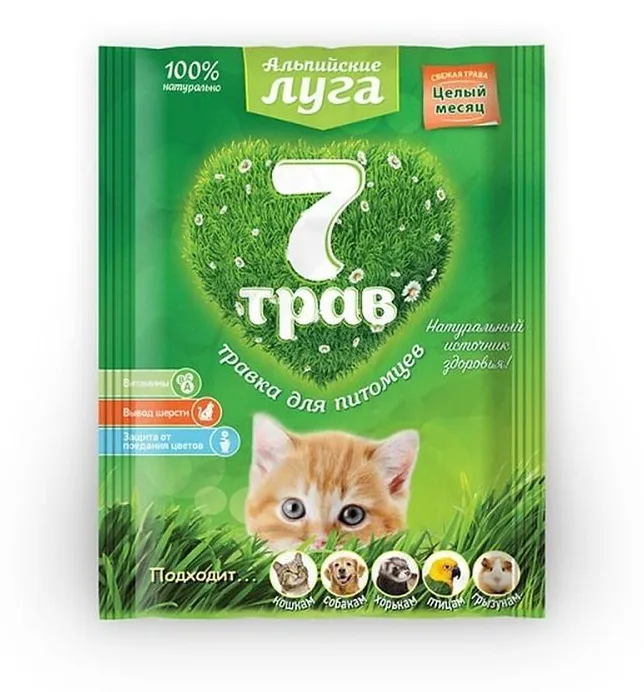 100%
натурально
Альпийские
луга
СВЕЖАЯ ТРАВА
Целый
месяц
7
трав
травка для питомцев
Натуральный
источник
здоровья!
Витамины
Вывод шерсти
Защита от
поедания цветов
Подходит...
кошкам
собакам
хорькам
птицам
грызунам